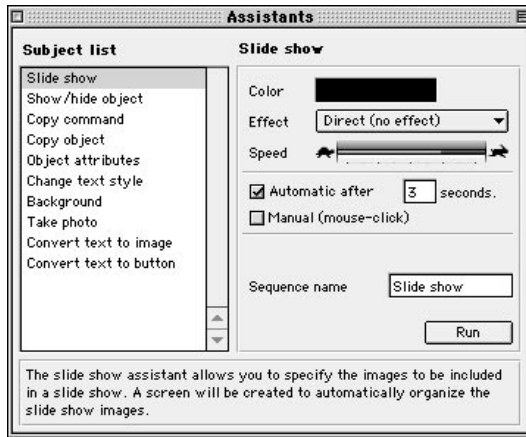 Assistants
Subject list
Slide show
Show/hide object
Copy command
Copy object
Object attributes
Change text style
Background
Take photo
Convert text to image
Convert text to button
Slide show
Color
Effect Direct (no effect)
Speed
Automatic after 3 seconds.
Manual (mouse-click)
Sequence name Slide show
Run
The slide show assistant allows you to specify the images to be included
in a slide show. A screen will be created to automatically organize the
slide show images.